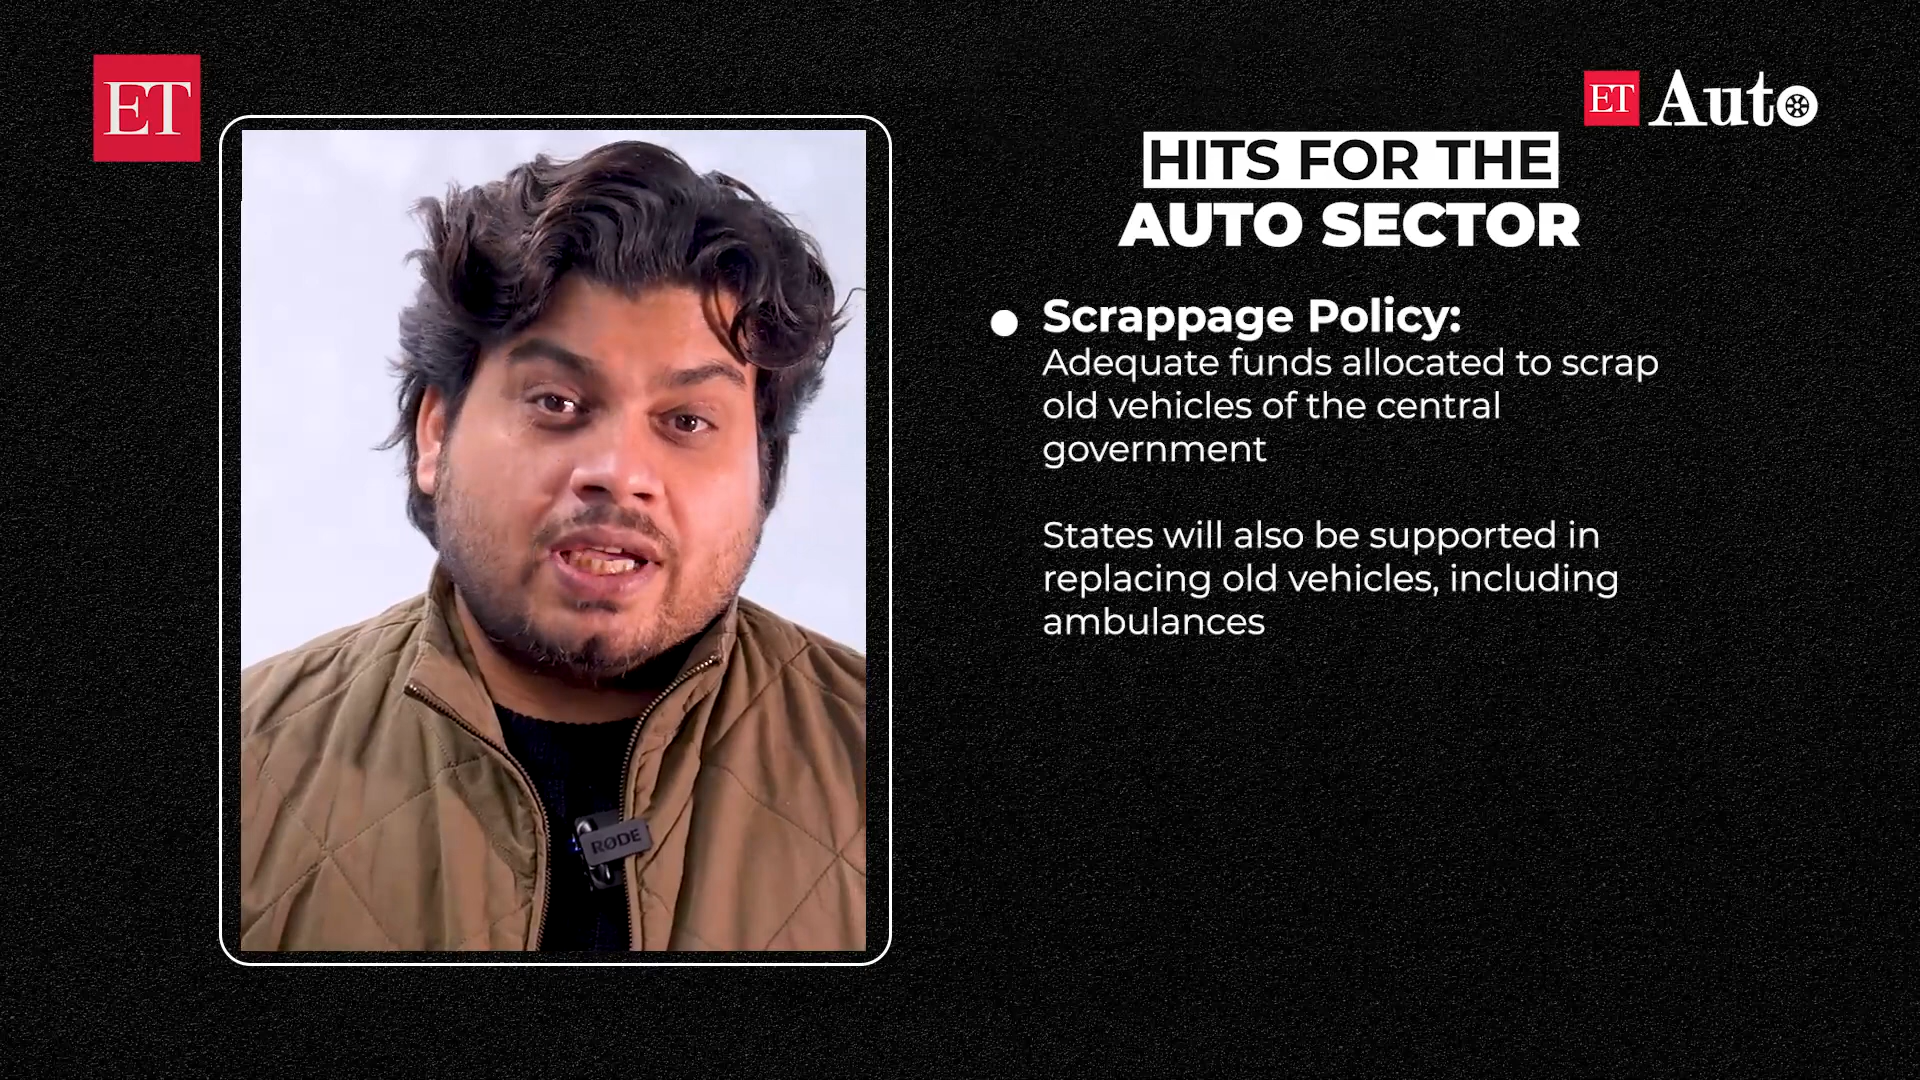 ET
ET Auto
HITS FOR THE
AUTO SECTOR
Scrappage Policy:
Adequate funds allocated to scrap
old vehicles of the central
government
States will also be supported in
replacing old vehicles, including
ambulances
RØDE